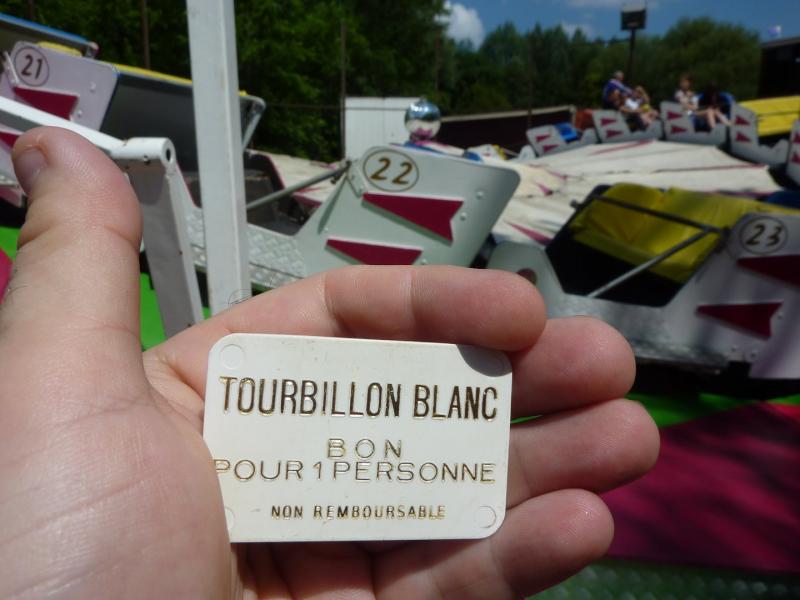 21
22
23
TOURBILLON BLANC
BON
POUR 1 PERSONNE
NON REMBOURSABLE